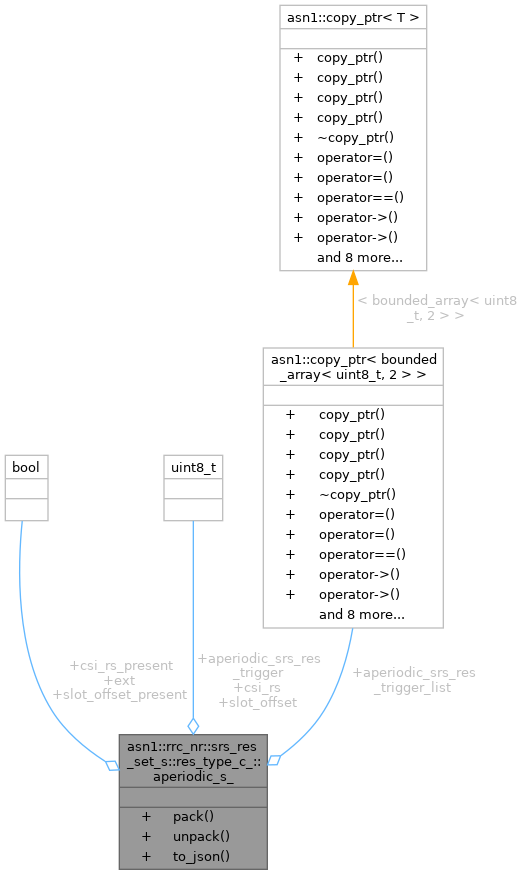 asn1::copy_ptr< T >
+ copy_ptr()
+ copy_ptr()
+ copy_ptr()
+ copy_ptr()
+ ~copy_ptr()
+ operator=()
+ operator=()
+ operator==()
+ operator->()
+ operator->()
and 8 more...
< bounded_array< uint8
_t, 2 > >
asn1::copy_ptr< bounded
_array< uint8_t, 2 > >
+ copy_ptr()
+ copy_ptr()
+ copy_ptr()
+ copy_ptr()
+ ~copy_ptr()
+ operator=()
+ operator=()
+ operator==()
+ operator->()
+ operator->()
and 8 more...
bool
uint8_t
+csi_rs_present
+ext
+slot_offset_present
+aperiodic_srs_res
_trigger
+csi_rs
+slot_offset
+aperiodic_srs_res
_trigger_list
asn1::rrc_nr::srs_res
_set_s::res_type_c_::
aperiodic_s_
+ pack()
+ unpack()
+ to_json()